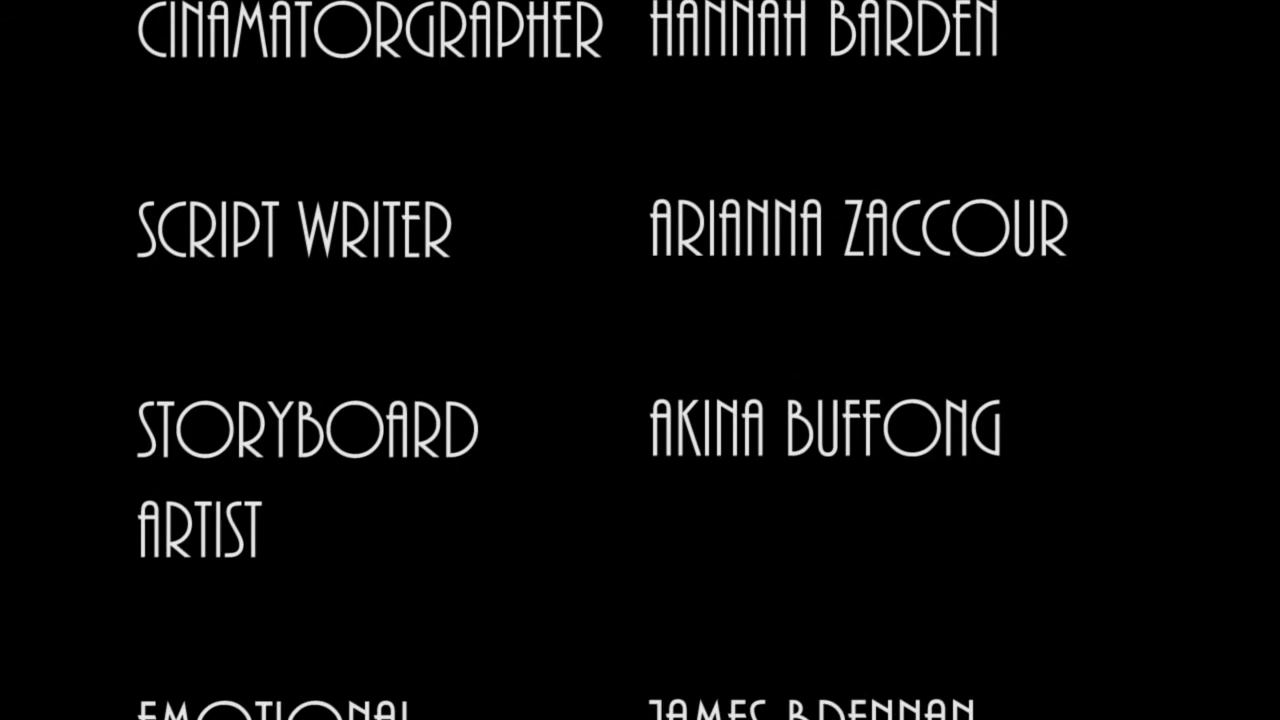 CINAMATORGRAPHER HANNAH BARDEN
SCRIPT WRITER ARIANNA ZACCOUR
STORYBOARD AKINA BUFFONG
ARTIST
EMOTIONAL JAMES BRENNAN